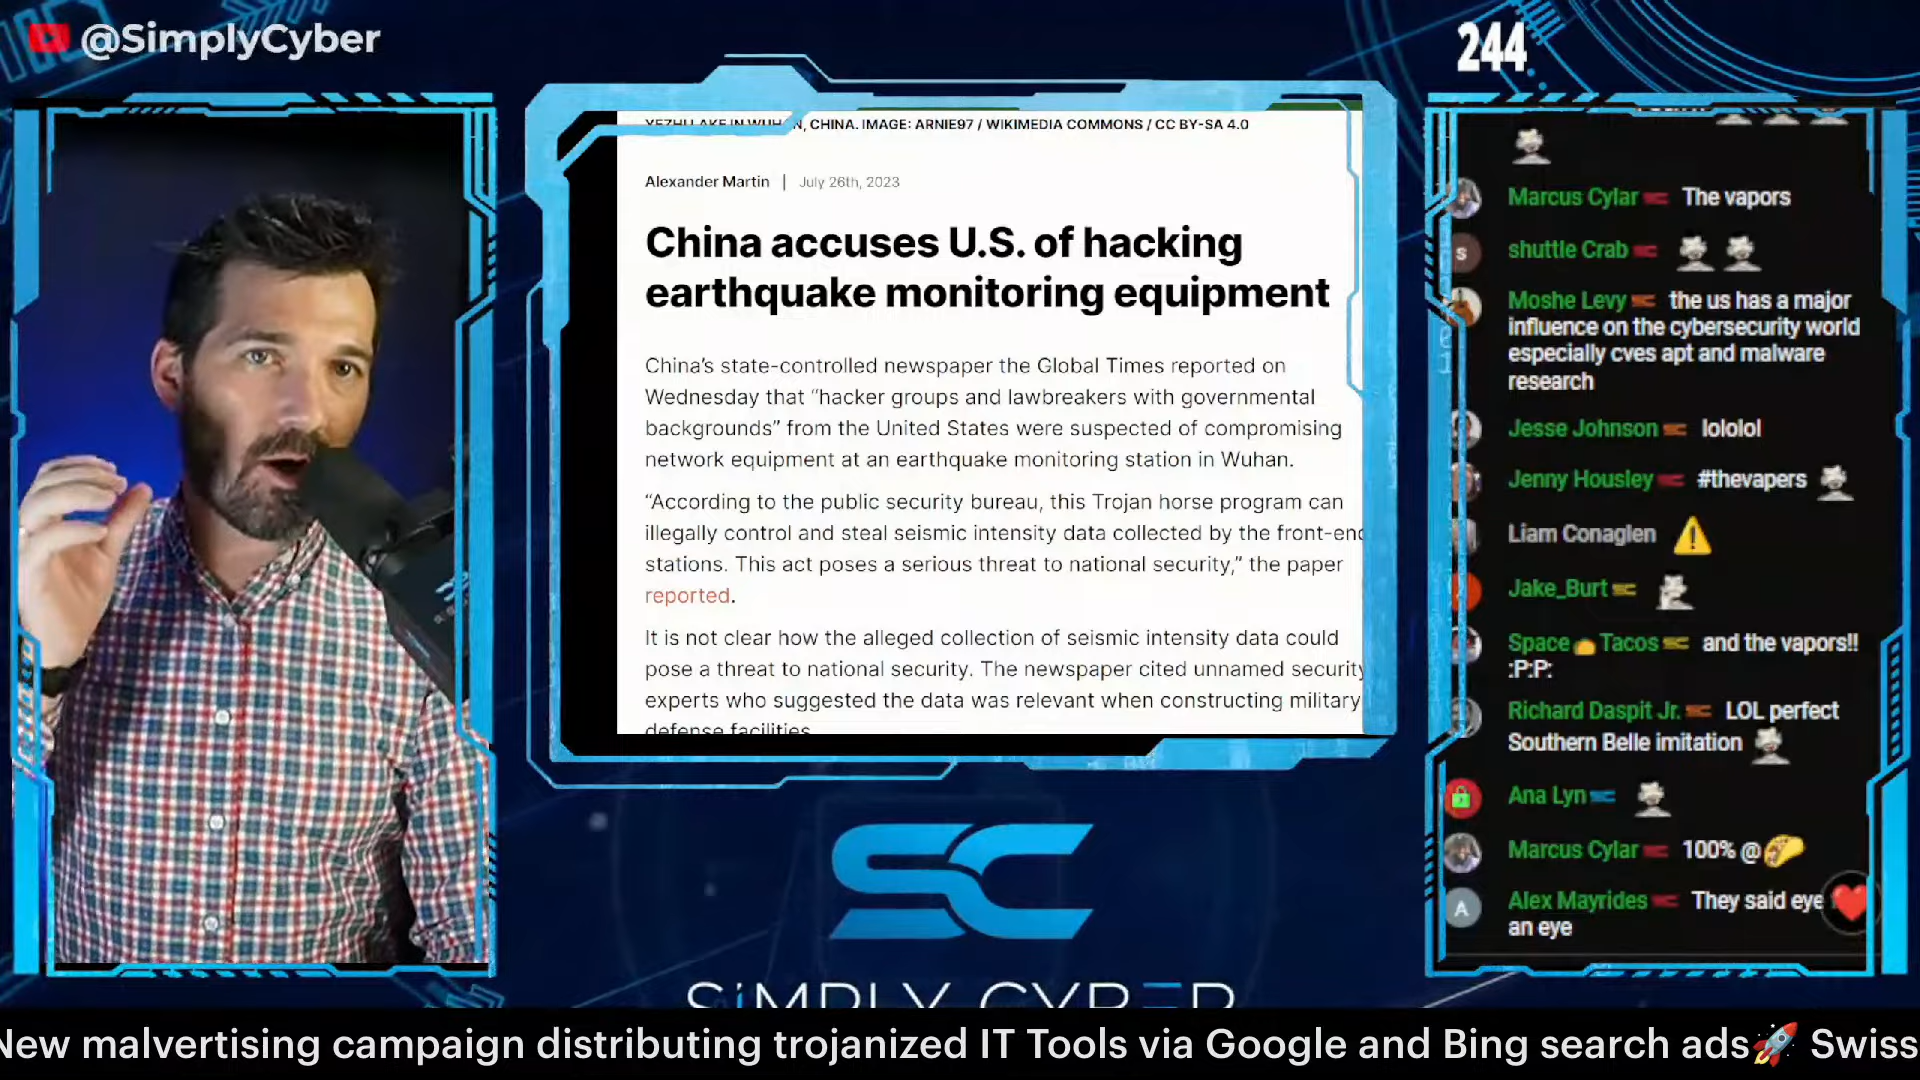 @SimplyCyber
244
YEZHI LAKE IN WUHAN, CHINA. IMAGE: ARNIE97 / WIKIMEDIA COMMONS / CC BY-SA 4.0
Alexander Martin | July 26th, 2023
China accuses U.S. of hacking
earthquake monitoring equipment
China’s state-controlled newspaper the Global Times reported on
Wednesday that “hacker groups and lawbreakers with governmental
backgrounds” from the United States were suspected of compromising
network equipment at an earthquake monitoring station in Wuhan.
“According to the public security bureau, this Trojan horse program can
illegally control and steal seismic intensity data collected by the front-end
stations. This act poses a serious threat to national security,” the paper
reported.
It is not clear how the alleged collection of seismic intensity data could
pose a threat to national security. The newspaper cited unnamed security
experts who suggested the data was relevant when constructing military
defense facilities.
Marcus Cylar The vapors
S
shuttle Crab
Moshe Levy the us has a major
influence on the cybersecurity world
especially cves apt and malware
research
Jesse Johnson lololol
Jenny Housley #thevapers
Liam Conaglen ⚠️
Jake_Burt
Space 🌮 Tacos and the vapors!!
:P:P:
Richard Daspit Jr. LOL perfect
Southern Belle imitation
Ana Lyn
Marcus Cylar 100% @🌮
A
Alex Mayrides They said eye
an eye
SC
SIMPLY CYBER
New malvertising campaign distributing trojanized IT Tools via Google and Bing search ads🚀 Swiss